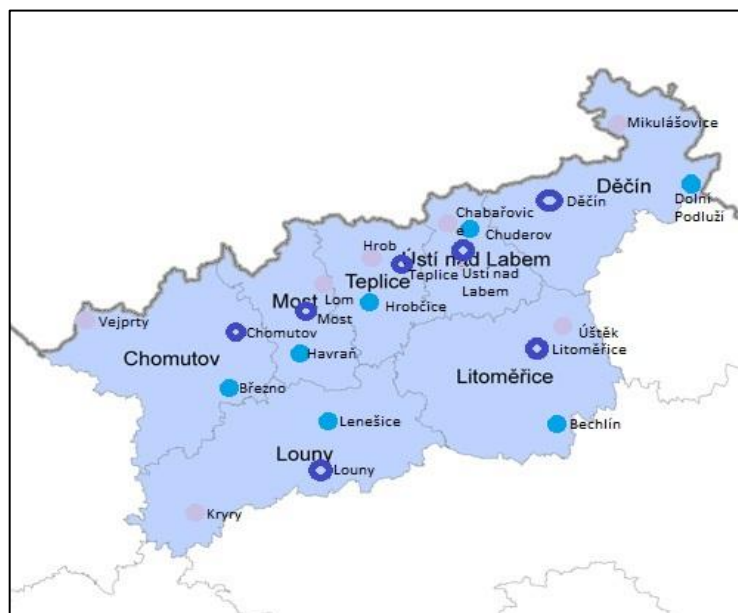 Mikulášovice
Děčín
Děčín
Dolní
Podluží
Chabařovic
e
Chuderov
Ústí nad Labem
Ústí nad
Labem
Hrob
Teplice
Teplice
Hrobčice
Lom
Most
Most
Havraň
Vejprty
Chomutov
Chomutov
Březno
Úštěk
Litoměřice
Litoměřice
Bechlín
Lenešice
Louny
Louny
Kryry